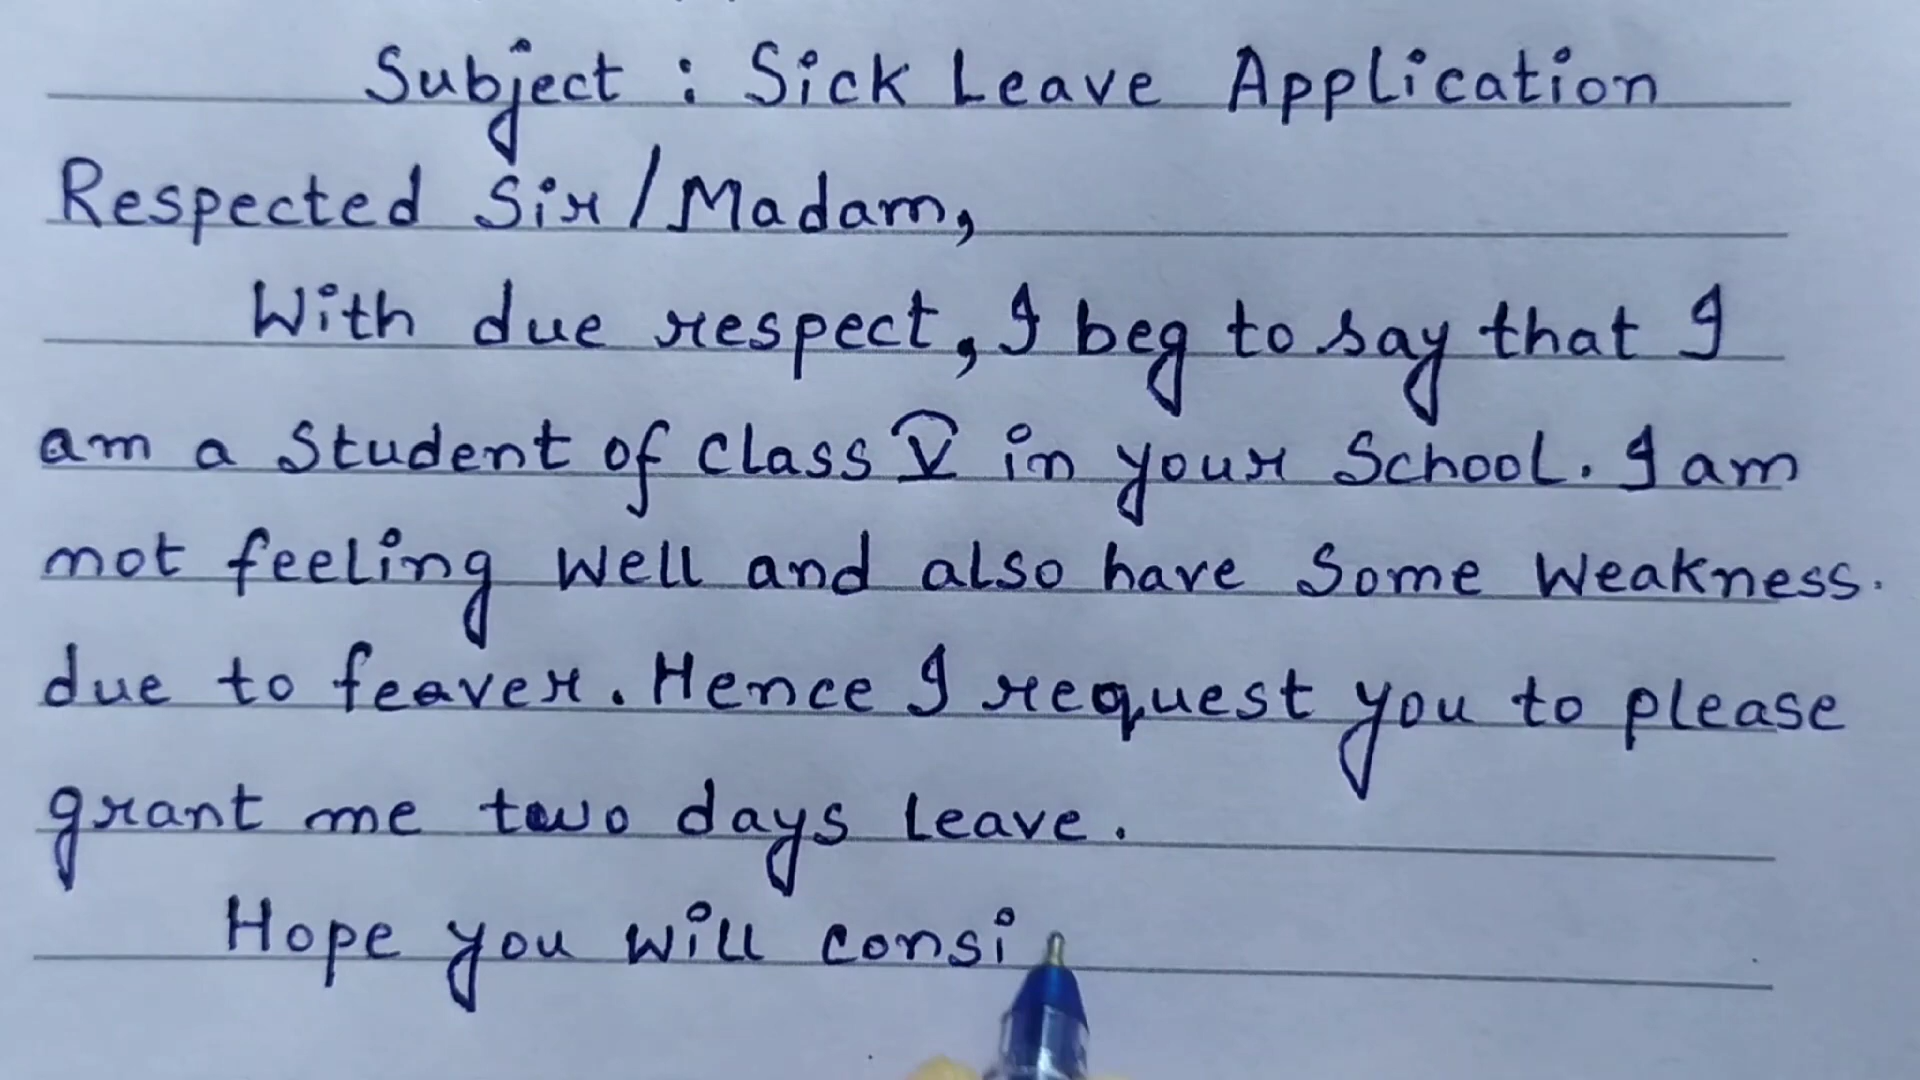 Subject : Sick Leave Application
Respected Sir/Madam,
With due respect, I beg to say that I
am a Student of class V in your School. I am
not feeling well and also have Some Weakness.
due to feaver. Hence I request you to please
grant me two days leave.
Hope you will consi